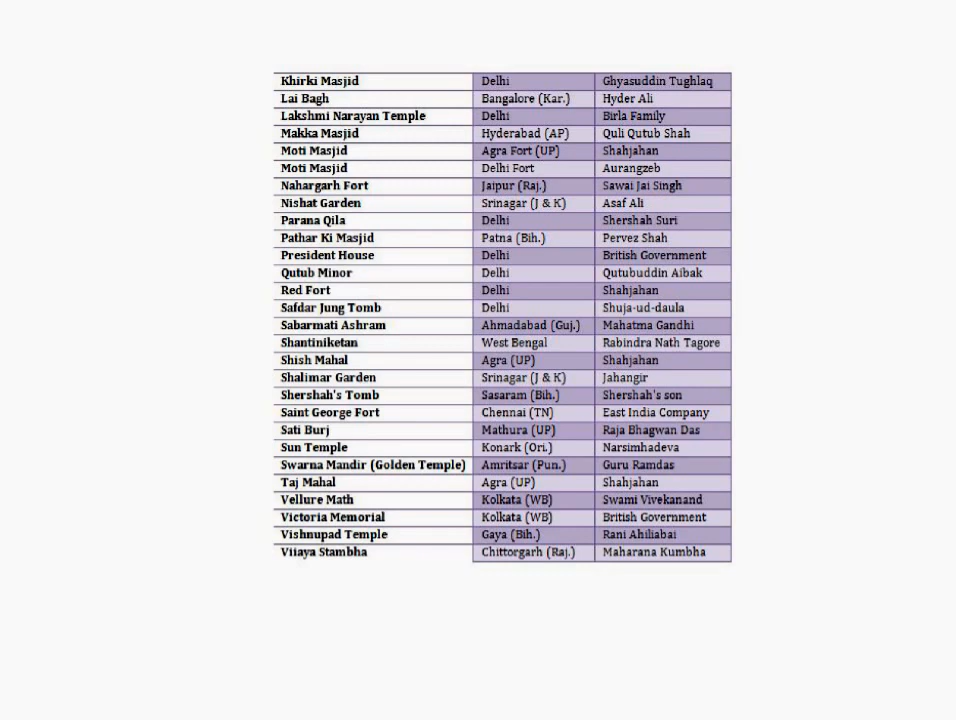 Khirki Masjid Delhi Ghyasuddin Tughlaq
Lai Bagh Bangalore (Kar.) Hyder Ali
Lakshmi Narayan Temple Delhi Birla Family
Makka Masjid Hyderabad (AP) Quli Qutub Shah
Moti Masjid Agra Fort (UP) Shahjahan
Moti Masjid Delhi Fort Aurangzeb
Nahargarh Fort Jaipur (Raj.) Sawai Jai Singh
Nishat Garden Srinagar (J & K) Asaf Ali
Parana Qila Delhi Shershah Suri
Pathar Ki Masjid Patna (Bih.) Pervez Shah
President House Delhi British Government
Qutub Minor Delhi Qutubuddin Aibak
Red Fort Delhi Shahjahan
Safdar Jung Tomb Delhi Shuja-ud-daula
Sabarmati Ashram Ahmadabad (Guj.) Mahatma Gandhi
Shantiniketan West Bengal Rabindra Nath Tagore
Shish Mahal Agra (UP) Shahjahan
Shalimar Garden Srinagar (J & K) Jahangir
Shershah's Tomb Sasaram (Bih.) Shershah's son
Saint George Fort Chennai (TN) East India Company
Sati Burj Mathura (UP) Raja Bhagwan Das
Sun Temple Konark (Ori.) Narsimhadeva
Swarna Mandir (Golden Temple) Amritsar (Pun.) Guru Ramdas
Taj Mahal Agra (UP) Shahjahan
Vellure Math Kolkata (WB) Swami Vivekanand
Victoria Memorial Kolkata (WB) British Government
Vishnupad Temple Gaya (Bih.) Rani Ahiliabai
Vijaya Stambha Chittorgarh (Raj.) Maharana Kumbha